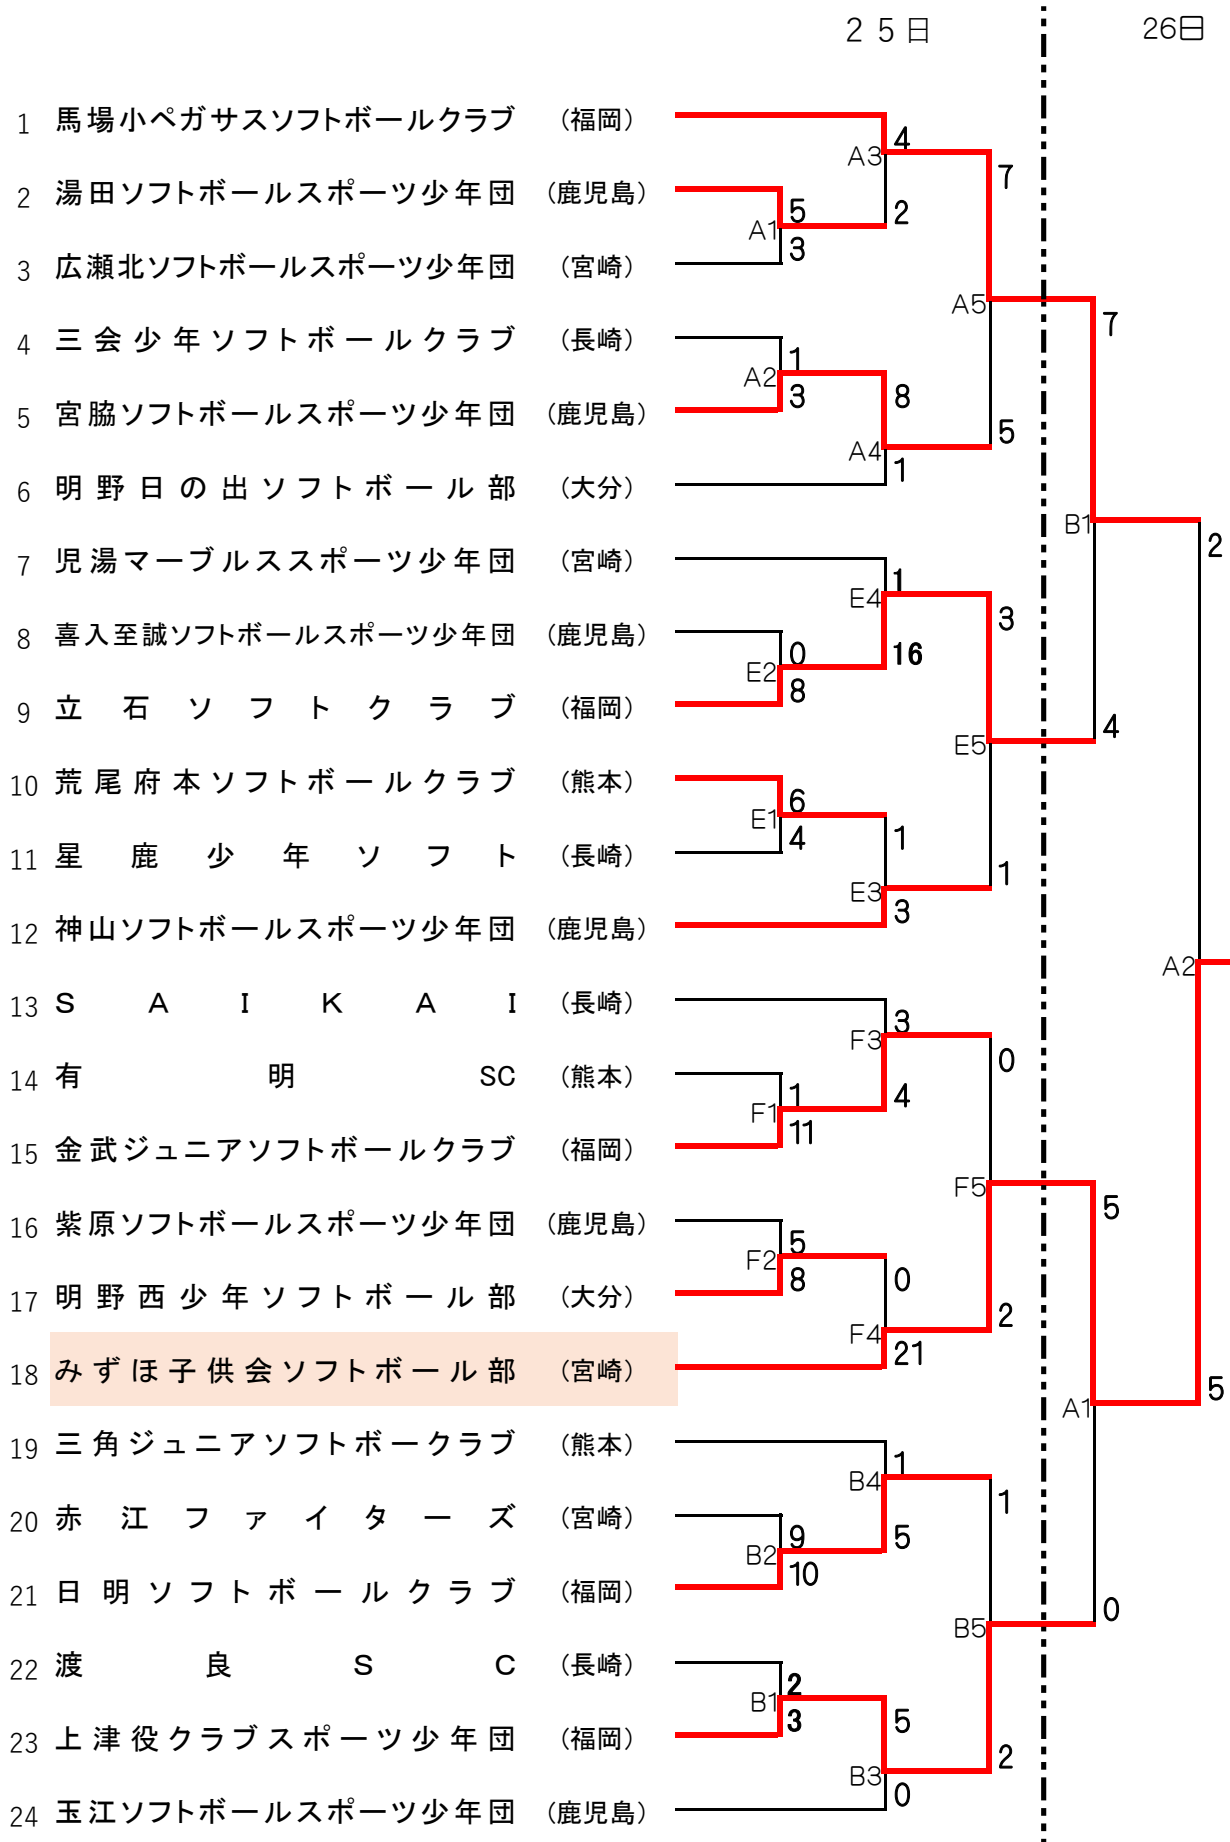 ２５日 26日
1 馬場小ペガサスソフトボールクラブ （福岡）
4
A3
7
2 湯田ソフトボールスポーツ少年団 （鹿児島）
5 2
A1
3
3 広瀬北ソフトボールスポーツ少年団 （宮崎）
A5
7
4 三会少年ソフトボールクラブ （長崎）
1
A2
3 8
5 宮脇ソフトボールスポーツ少年団 （鹿児島）
5
A4
1
6 明野日の出ソフトボール部 （大分）
B1
2
7 児湯マーブルススポーツ少年団 （宮崎）
1
E4
3
8 喜入至誠ソフトボールスポーツ少年団 （鹿児島）
0 16
E2
8
9 立石ソフトクラブ （福岡）
4
E5
10 荒尾府本ソフトボールクラブ （熊本）
6
E1
4 1
11 星鹿少年ソフト （長崎）
1
E3
3
12 神山ソフトボールスポーツ少年団 （鹿児島）
A2
13 ＳＡＩＫＡＩ （長崎）
3
F3
0
14 有明SC （熊本）
1 4
F1
11
15 金武ジュニアソフトボールクラブ （福岡）
F5
5
16 紫原ソフトボールスポーツ少年団 （鹿児島）
5
F2
8 0
17 明野西少年ソフトボール部 （大分）
2
F4
21
18 みずほ子供会ソフトボール部 （宮崎）
5
A1
19 三角ジュニアソフトボークラブ （熊本）
1
B4
1
20 赤江ファイターズ （宮崎）
9 5
B2
10
21 日明ソフトボールクラブ （福岡）
0
B5
22 渡良ＳＣ （長崎）
2
B1
3 5
23 上津役クラブスポーツ少年団 （福岡）
2
B3
0
24 玉江ソフトボールスポーツ少年団 （鹿児島）